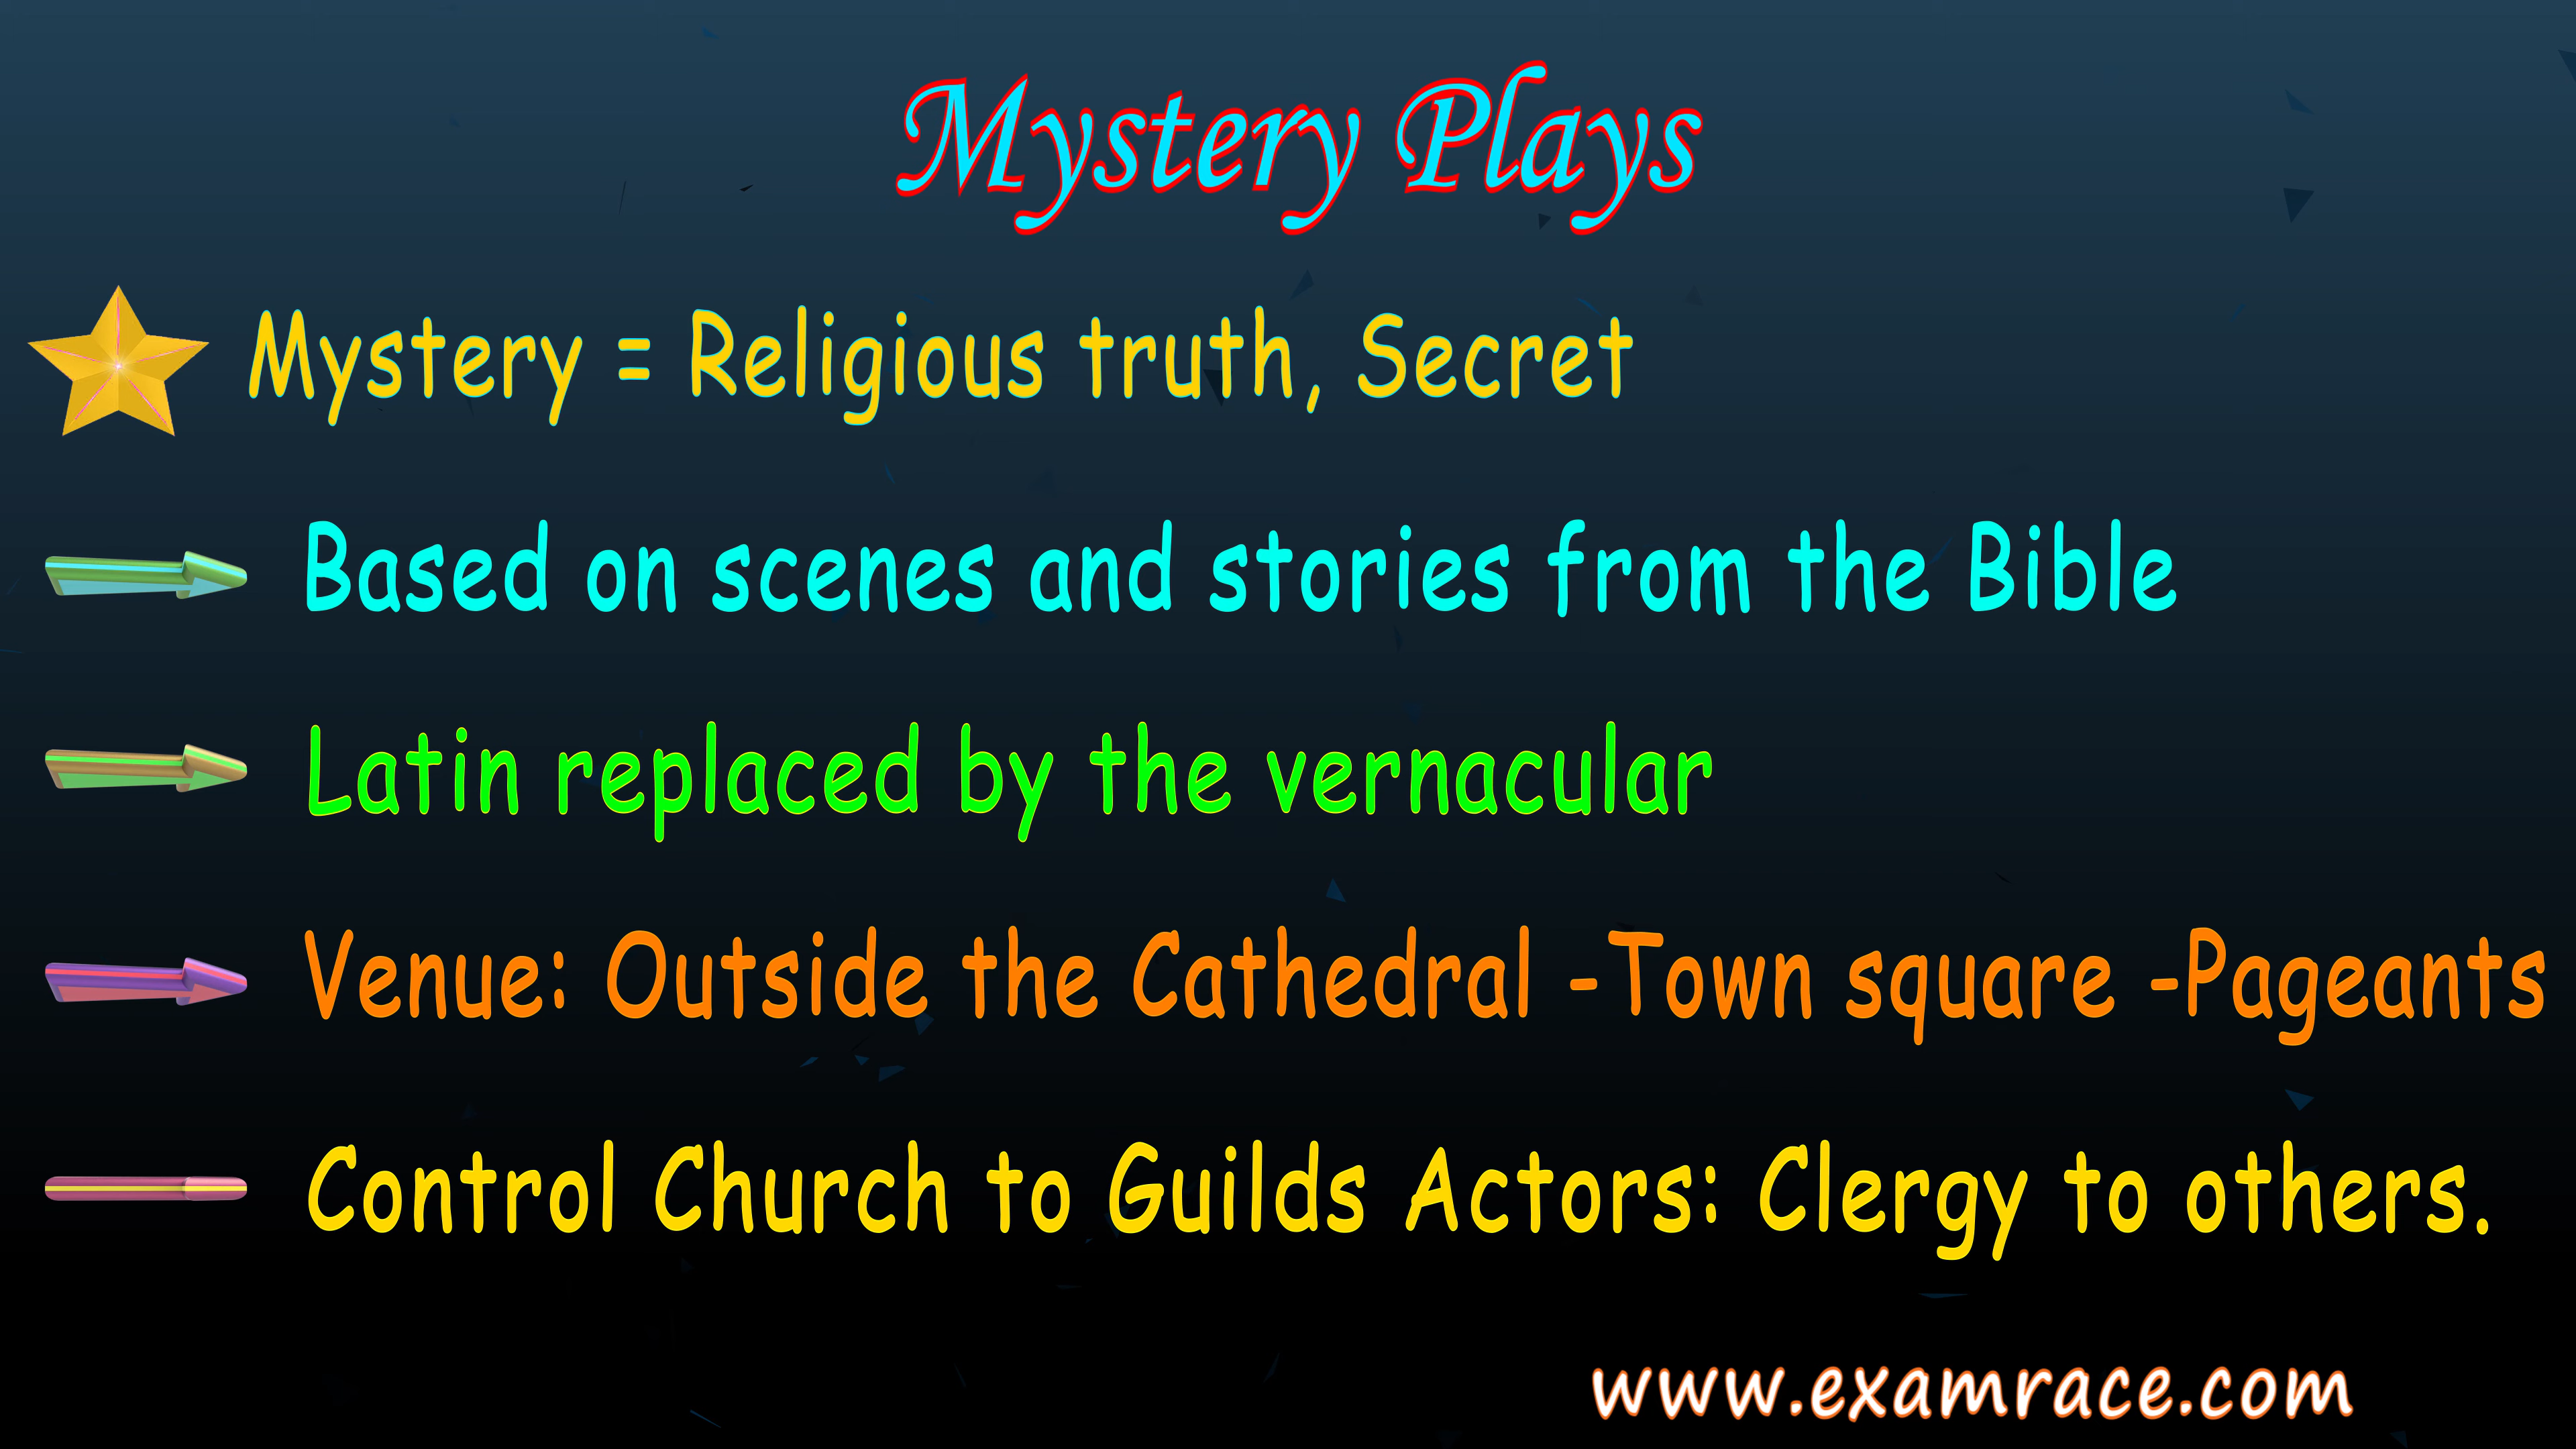 Mystery Plays
Mystery = Religious truth, Secret
Based on scenes and stories from the Bible
Latin replaced by the vernacular
Venue: Outside the Cathedral -Town square -Pageants
Control Church to Guilds Actors: Clergy to others.
www.examrace.com